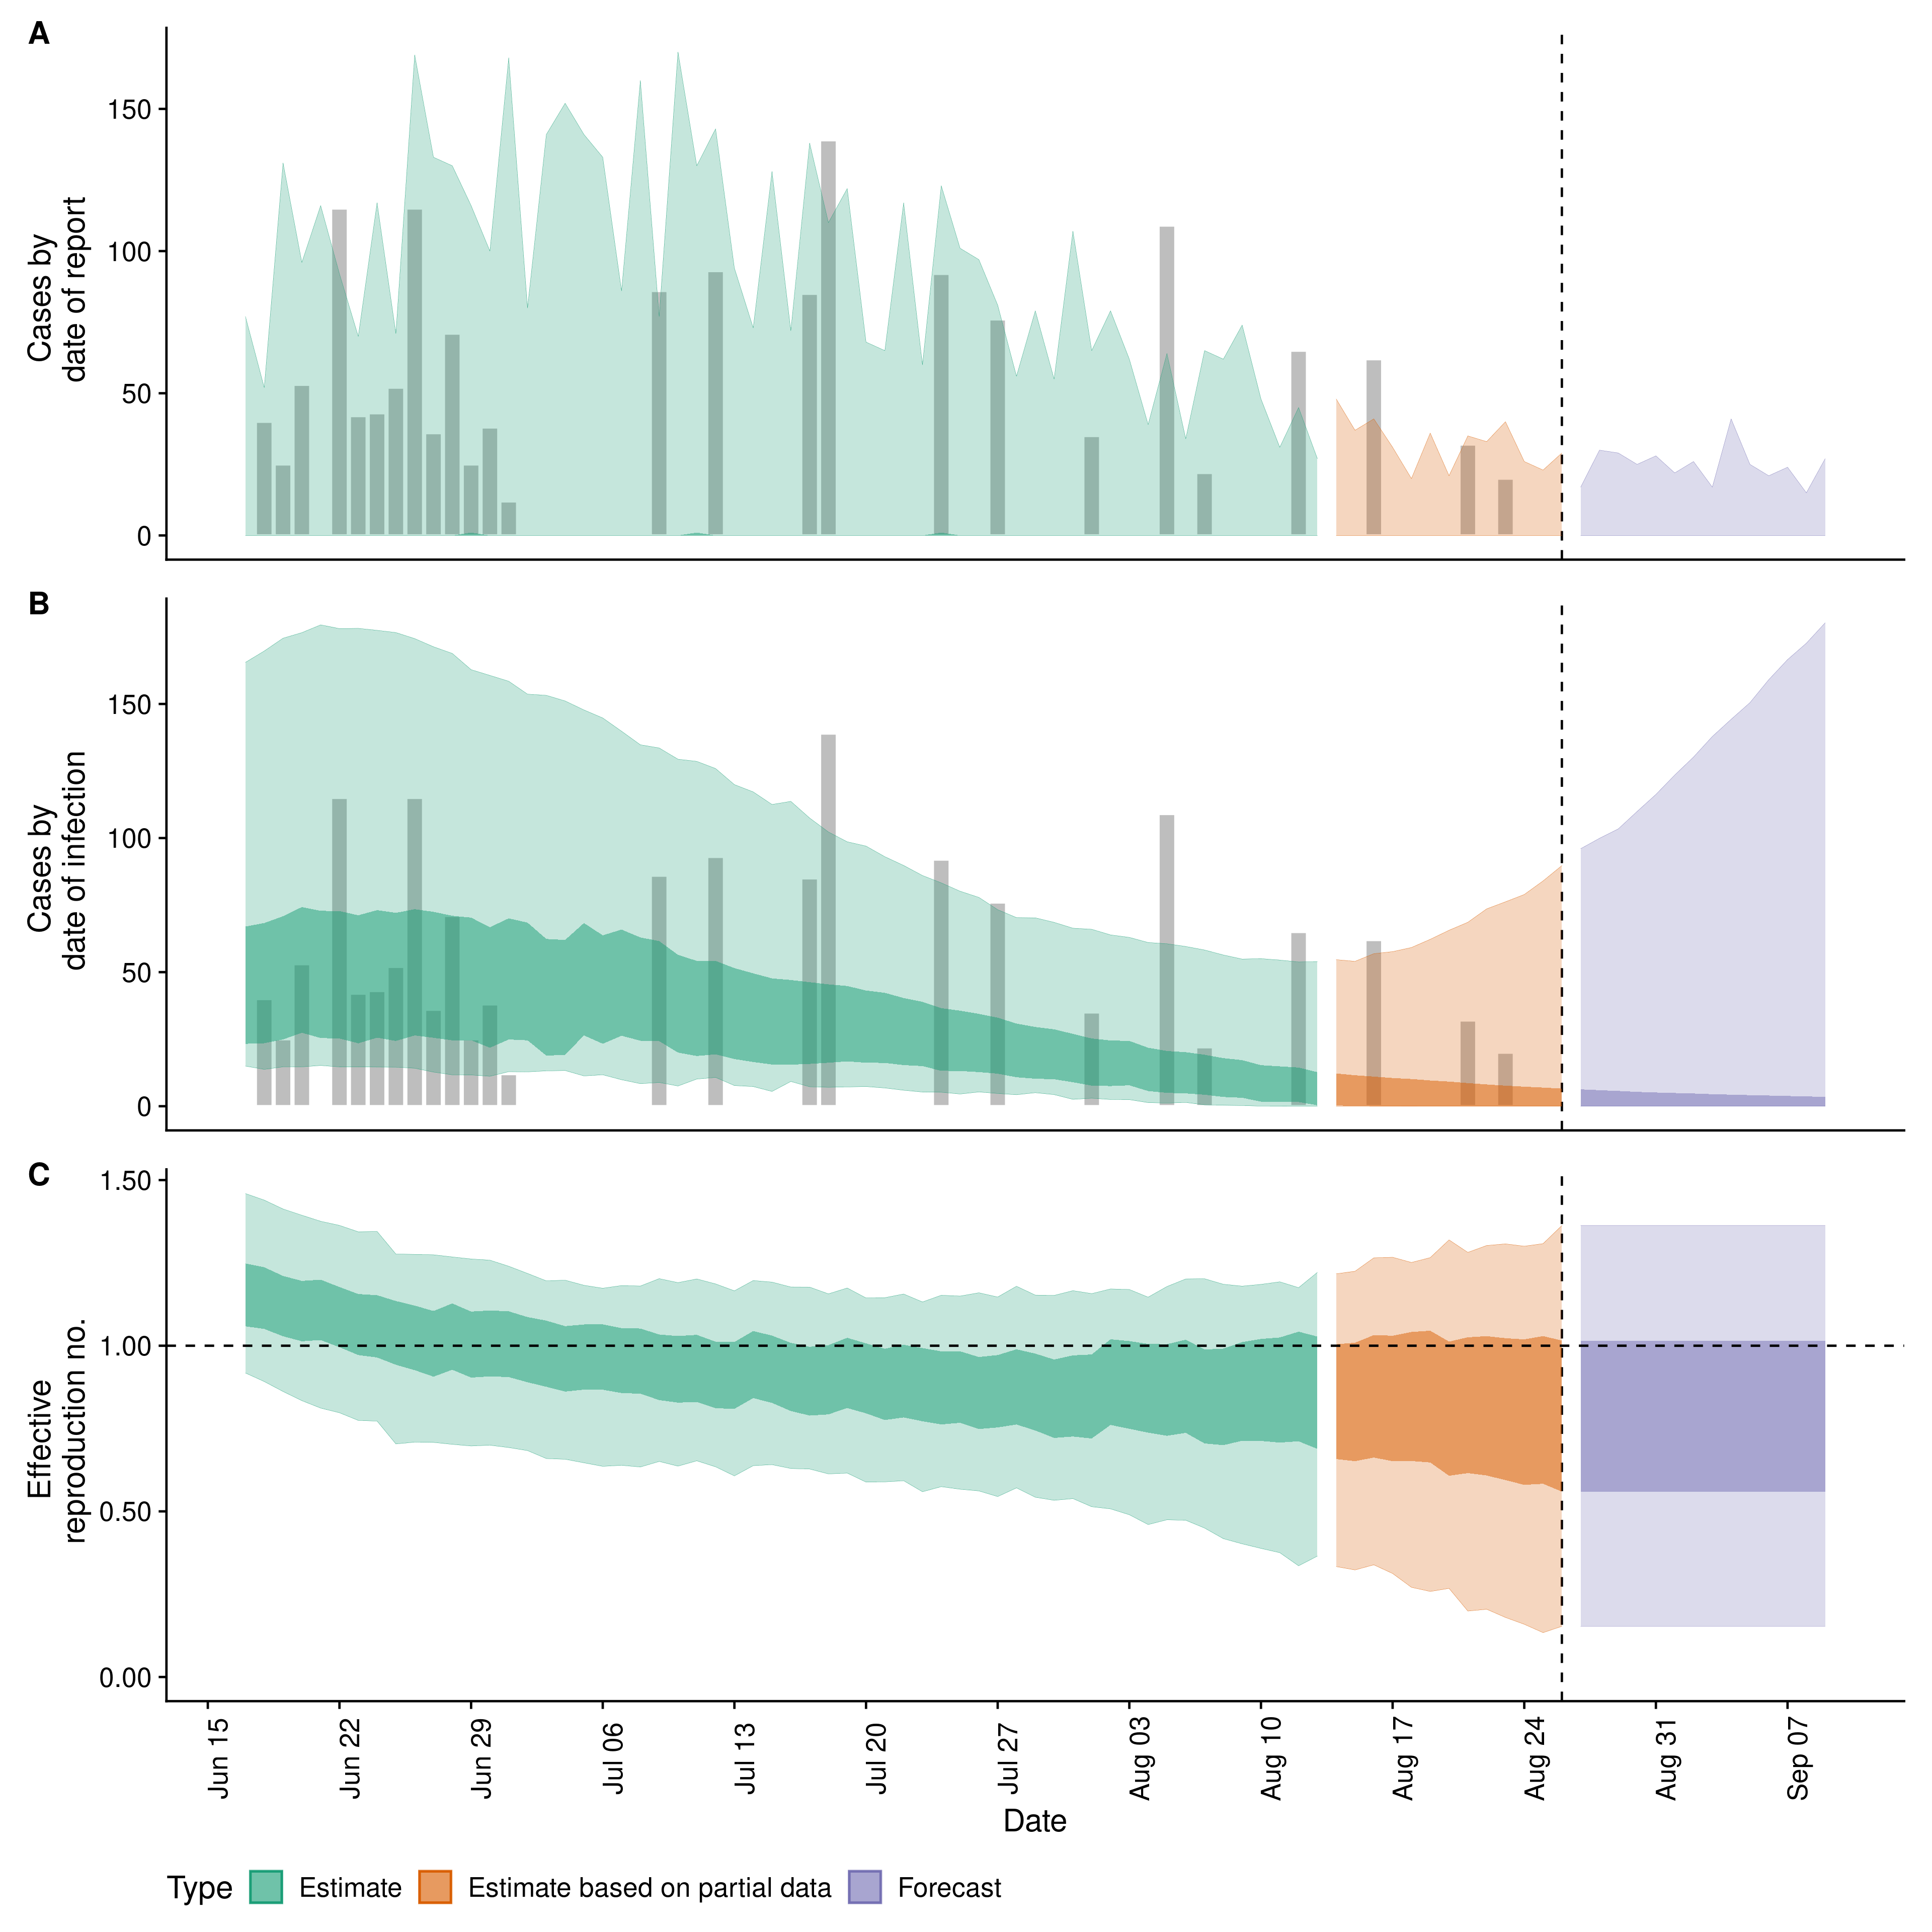 A
Cases by
date of report
150
100
50
0
B
Cases by
date of infection
150
100
50
0
C
Effective
reproduction no.
1.50
1.00
0.50
0.00
Jun 15
Jun 22
Jun 29
Jul 06
Jul 13
Jul 20
Jul 27
Aug 03
Aug 10
Aug 17
Aug 24
Aug 31
Sep 07
Date
Type Estimate Estimate based on partial data Forecast